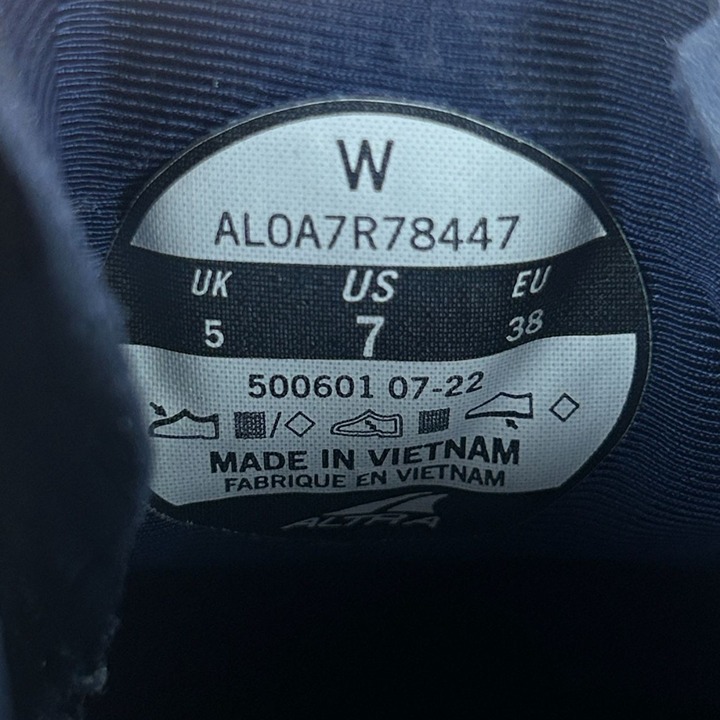 W
AL0A7R78447
UK US EU
5 7 38
500601 07-22
/
MADE IN VIETNAM
FABRIQUE EN VIETNAM
ALTRA